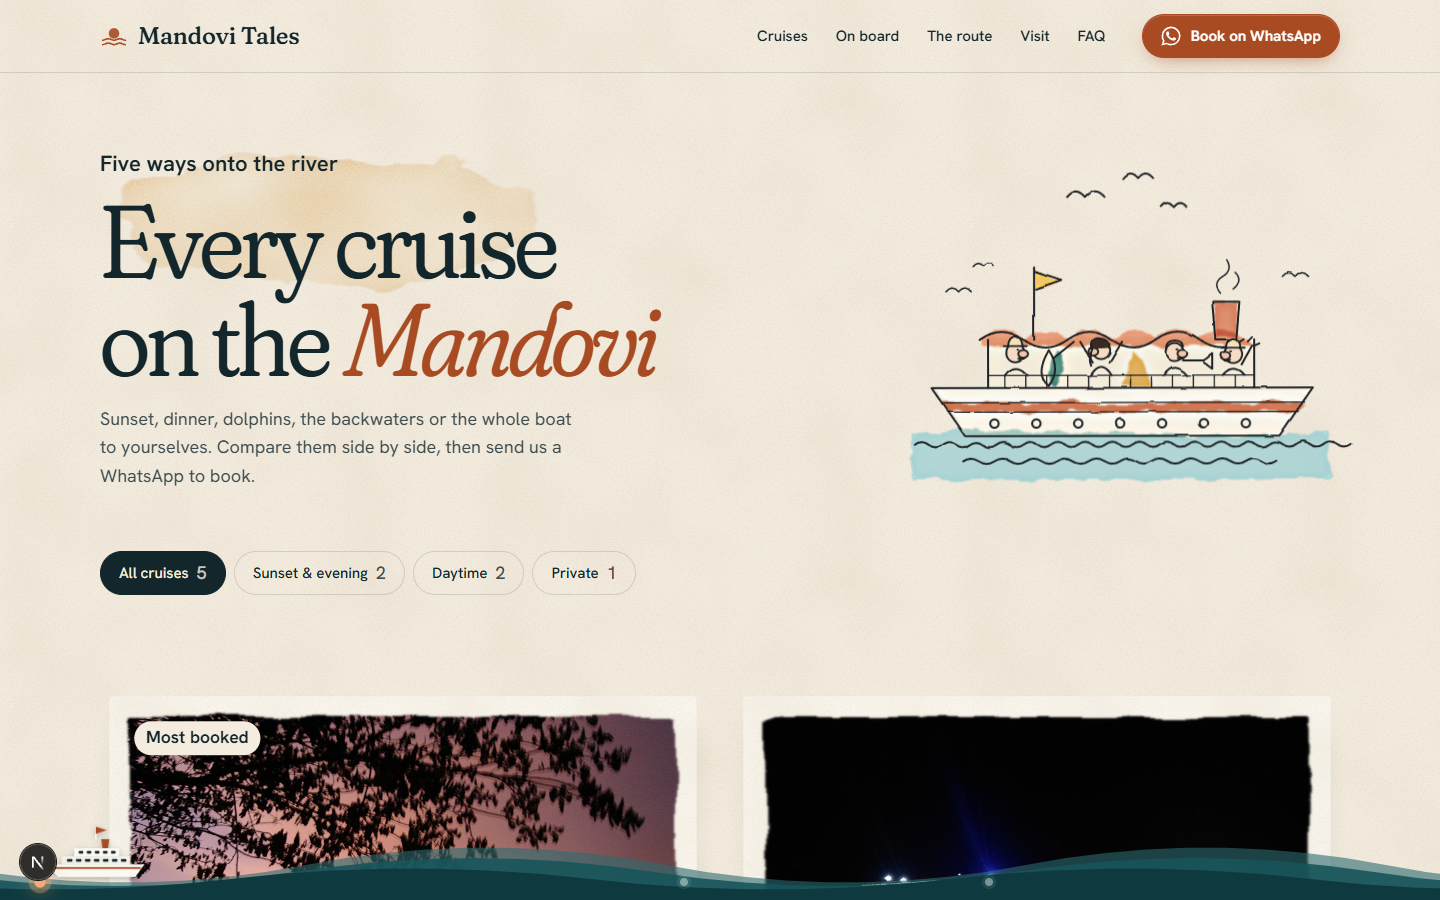 Mandovi Tales
Cruises
On board
The route
Visit
FAQ
Book on WhatsApp
Five ways onto the river
Every cruise
on the Mandovi
Sunset, dinner, dolphins, the backwaters or the whole boat
to yourselves. Compare them side by side, then send us a
WhatsApp to book.
All cruises 5
Sunset & evening 2
Daytime 2
Private 1
Most booked
N